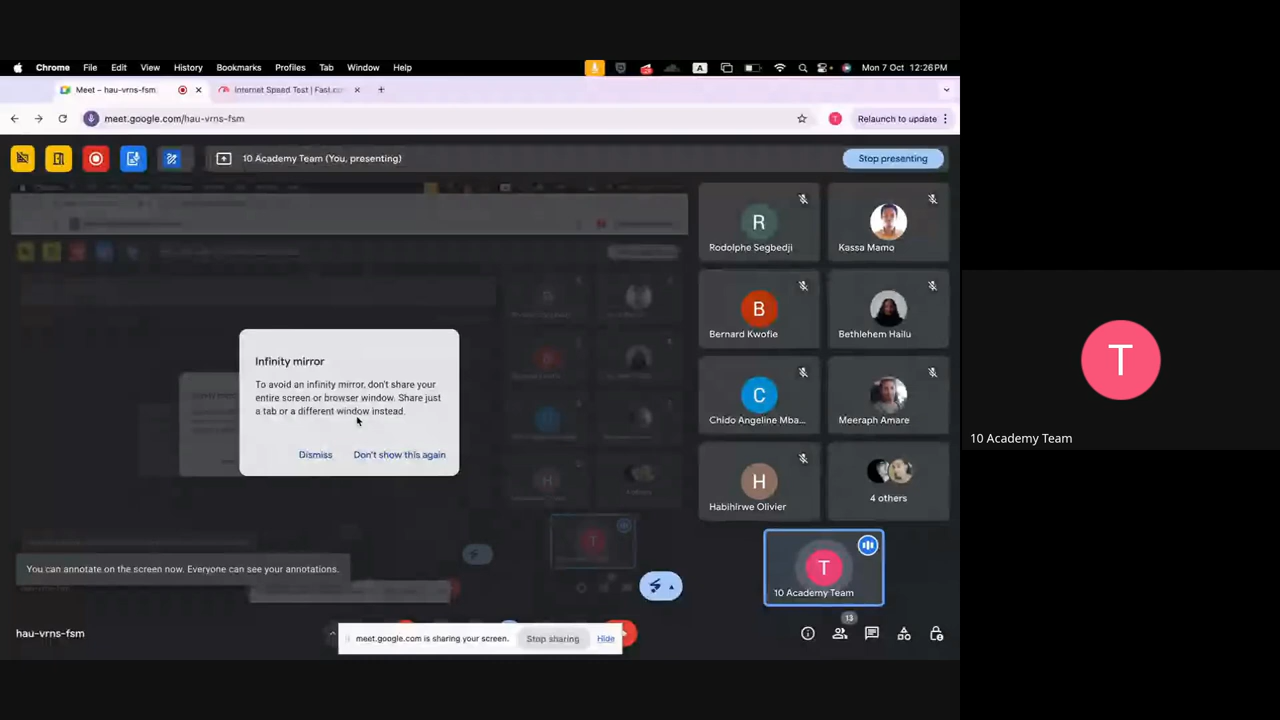 Chrome File Edit View History Bookmarks Profiles Tab Window Help
A
Mon 7 Oct 12:26 PM
Meet – hau-vrns-fsm
Internet Speed Test | Fast.co
meet.google.com/hau-vrns-fsm
T
Relaunch to update
10 Academy Team (You, presenting)
Stop presenting
R
Rodolphe Segbedji
Kassa Mamo
B
Bernard Kwofie
Bethlehem Hailu
C
Chido Angeline Mba...
Meeraph Amare
H
Habihirwe Olivier
4 others
T
10 Academy Team
Infinity mirror
To avoid an infinity mirror, don't share your
entire screen or browser window. Share just
a tab or a different window instead.
Dismiss
Don't show this again
You can annotate on the screen now. Everyone can see your annotations.
hau-vrns-fsm
meet.google.com is sharing your screen.
Stop sharing
Hide
13
T
10 Academy Team